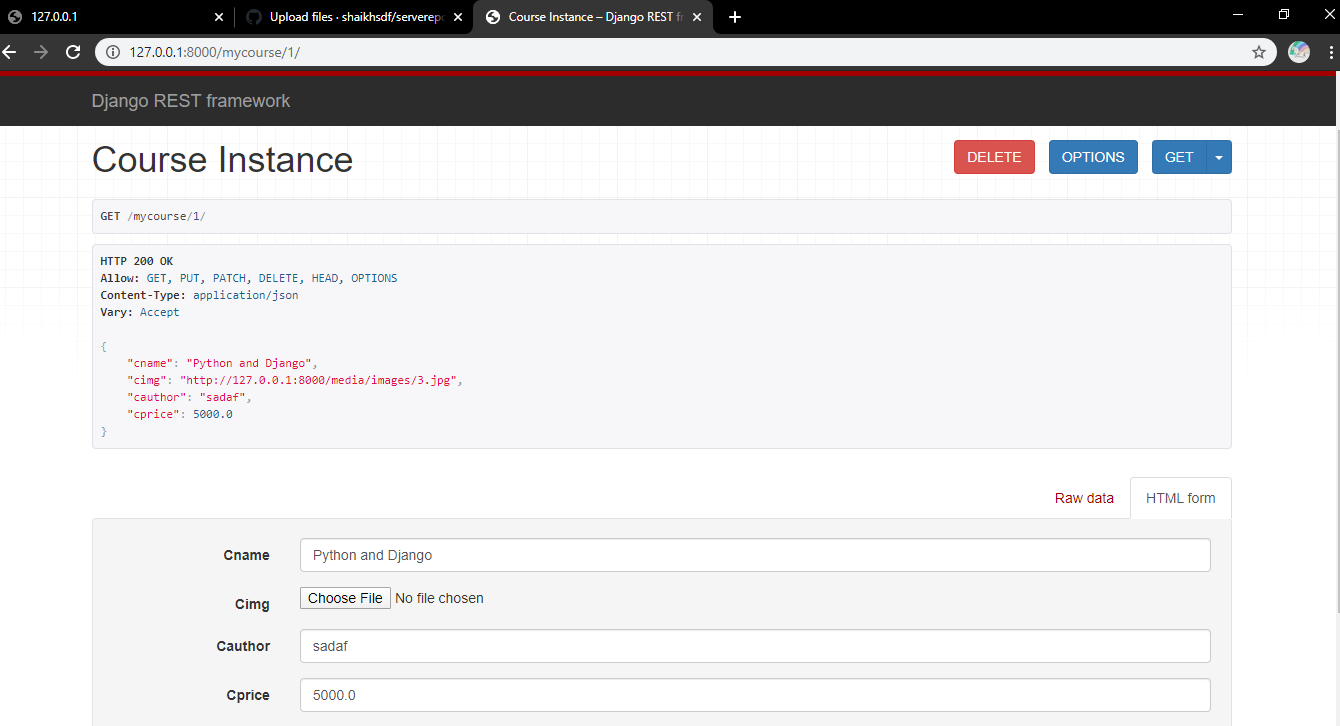 127.0.0.1
Upload files · shaikhsdf/serverepo
Course Instance – Django REST fr
127.0.0.1:8000/mycourse/1/
Django REST framework
Course Instance
DELETE
OPTIONS
GET
GET /mycourse/1/
HTTP 200 OK
Allow: GET, PUT, PATCH, DELETE, HEAD, OPTIONS
Content-Type: application/json
Vary: Accept
{
"cname": "Python and Django",
"cimg": "http://127.0.0.1:8000/media/images/3.jpg",
"cauthor": "sadaf",
"cprice": 5000.0
}
Raw data
HTML form
Cname
Python and Django
Cimg
Choose File No file chosen
Cauthor
sadaf
Cprice
5000.0